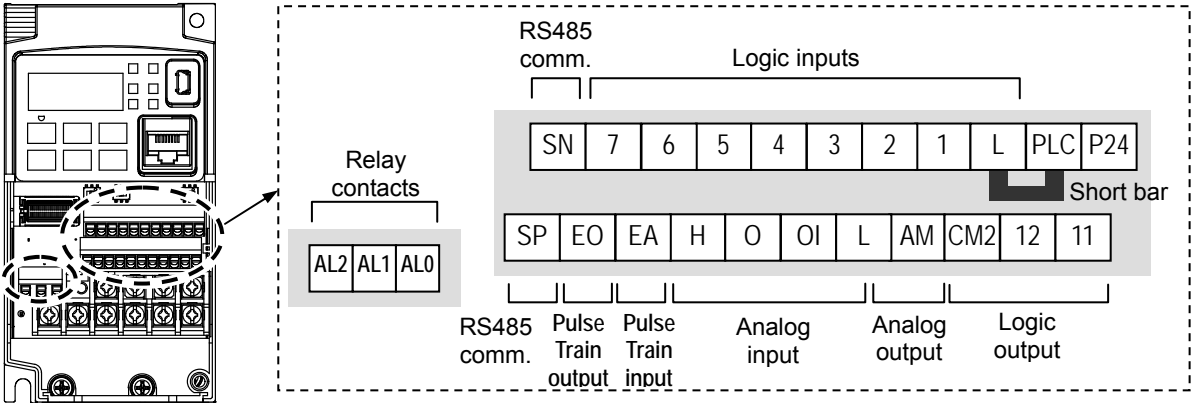 RS485
comm.
Logic inputs
SN 7 6 5 4 3 2 1 L PLC P24
Short bar
Relay
contacts
AL2 AL1 AL0
SP EO EA H O OI L AM CM2 12 11
RS485
comm.
Pulse
Train
output
Pulse
Train
input
Analog
input
Analog
output
Logic
output